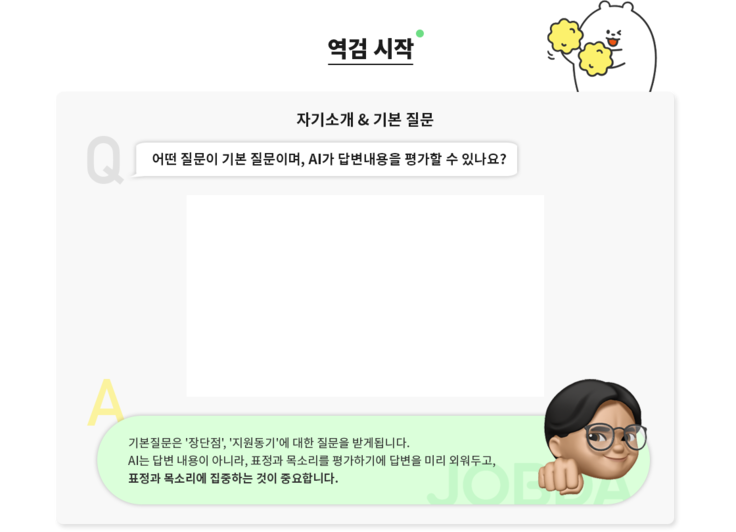 역검 시작
자기소개 & 기본 질문
Q
어떤 질문이 기본 질문이며, AI가 답변내용을 평가할 수 있나요?
A
기본질문은 '장단점', '지원동기'에 대한 질문을 받게됩니다.
AI는 답변 내용이 아니라, 표정과 목소리를 평가하기에 답변을 미리 외워두고,
표정과 목소리에 집중하는 것이 중요합니다.
JOBDA